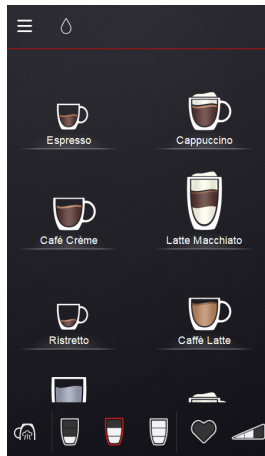 Espresso
Cappuccino
Café Crème
Latte Macchiato
Ristretto
Caffè Latte